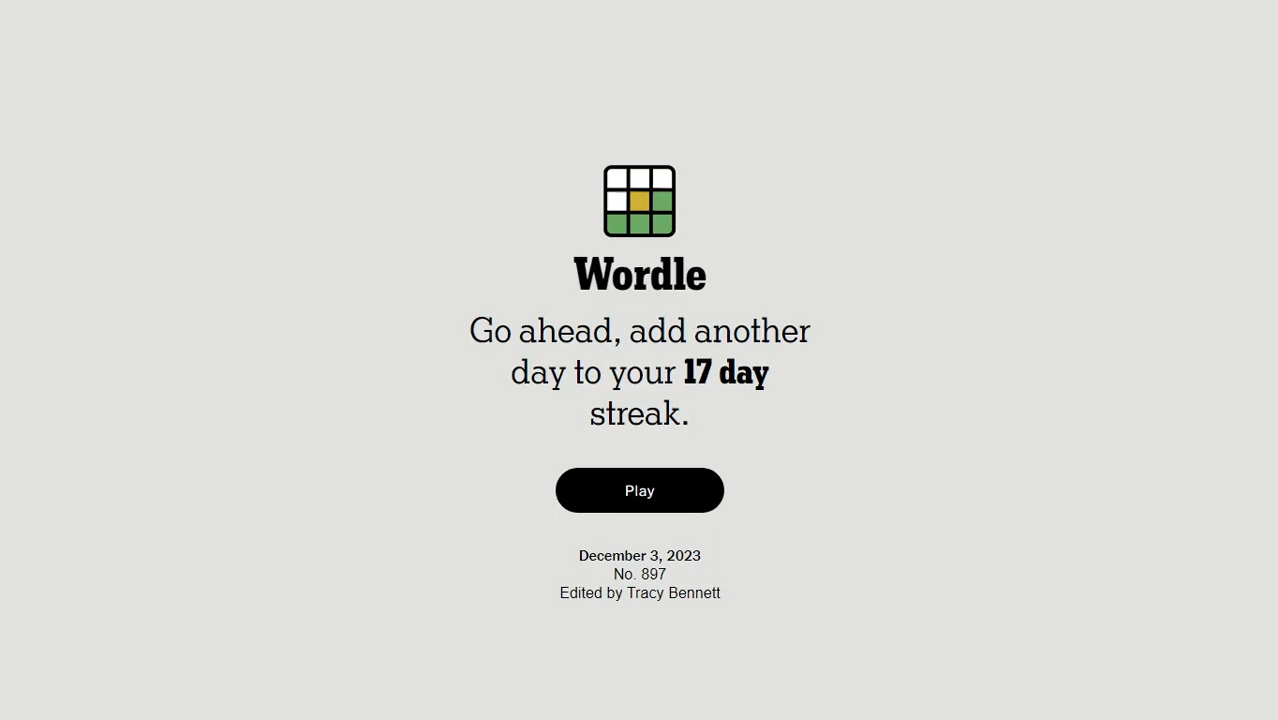 Wordle
Go ahead, add another
day to your 17 day
streak.
Play
December 3, 2023
No. 897
Edited by Tracy Bennett